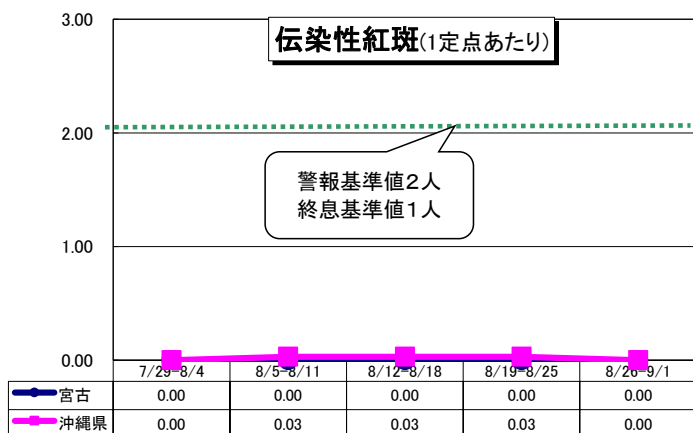 3.00
伝染性紅斑(1定点あたり)
2.00
警報基準値2人
終息基準値1人
1.00
0.00
7/29-8/4 8/5-8/11 8/12-8/18 8/19-8/25 8/26-9/1
宮古 0.00 0.00 0.00 0.00 0.00
沖縄県 0.00 0.03 0.03 0.03 0.00